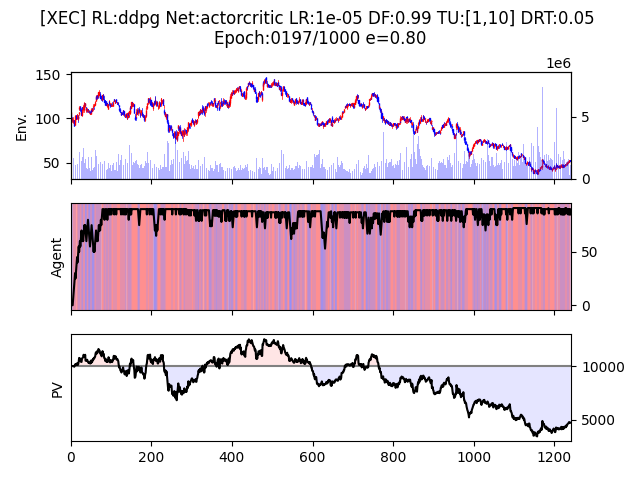 [XEC] RL:ddpg Net:actorcritic LR:1e-05 DF:0.99 TU:[1,10] DRT:0.05
Epoch:0197/1000 e=0.80
1e6
150
100
50
Env.
5
0
Agent
50
0
PV
10000
5000
0 200 400 600 800 1000 1200